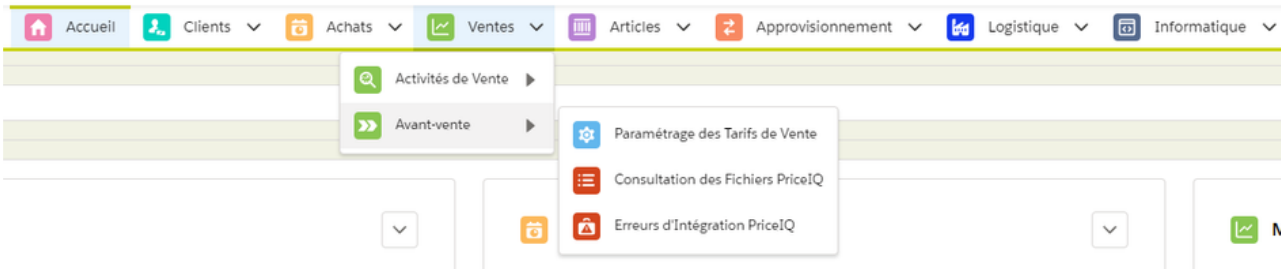 Accueil Clients Achats Ventes Articles Approvisionnement Logistique Informatique
Activités de Vente
Avant-vente
Paramétrage des Tarifs de Vente
Consultation des Fichiers PriceIQ
Erreurs d'Intégration PriceIQ